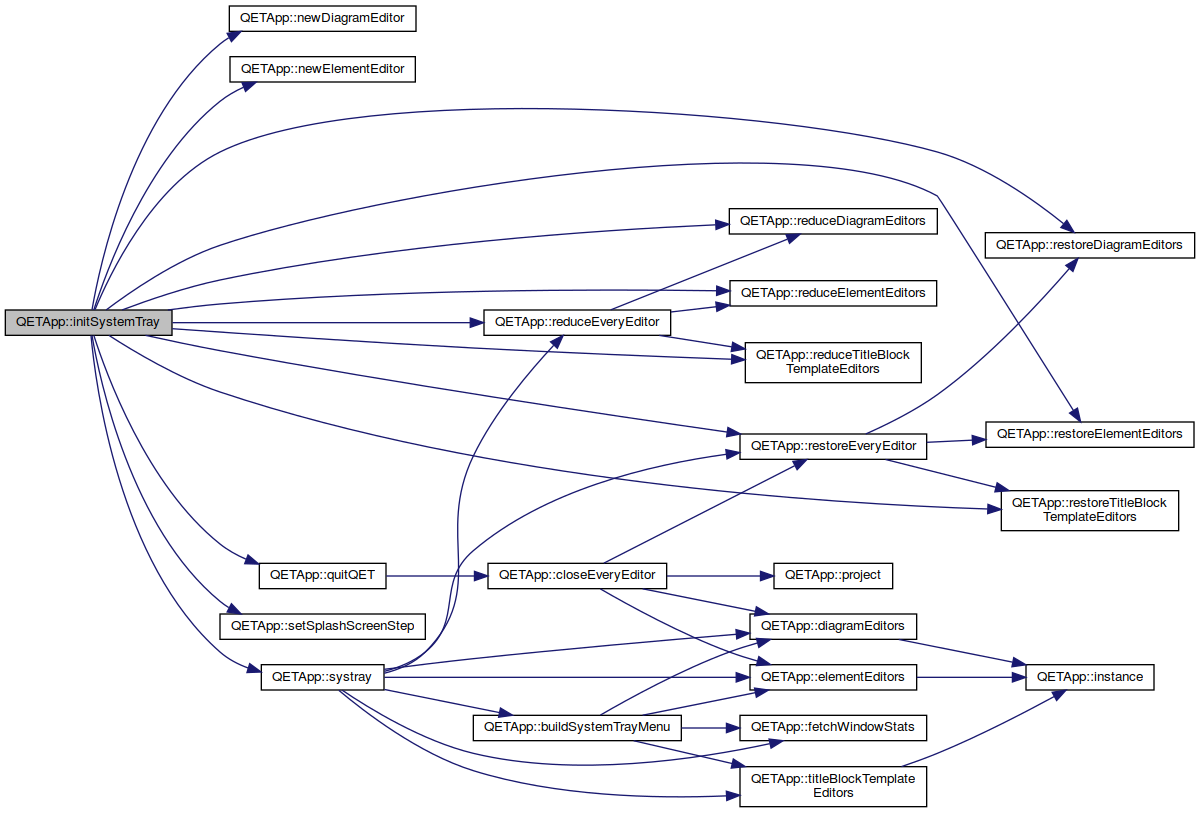 QETApp::newDiagramEditor
QETApp::newElementEditor
QETApp::reduceDiagramEditors
QETApp::restoreDiagramEditors
QETApp::reduceElementEditors
QETApp::initSystemTray
QETApp::reduceEveryEditor
QETApp::reduceTitleBlock
TemplateEditors
QETApp::restoreElementEditors
QETApp::restoreEveryEditor
QETApp::restoreTitleBlock
TemplateEditors
QETApp::quitQET
QETApp::closeEveryEditor
QETApp::project
QETApp::setSplashScreenStep
QETApp::diagramEditors
QETApp::systray
QETApp::elementEditors
QETApp::instance
QETApp::buildSystemTrayMenu
QETApp::fetchWindowStats
QETApp::titleBlockTemplate
Editors